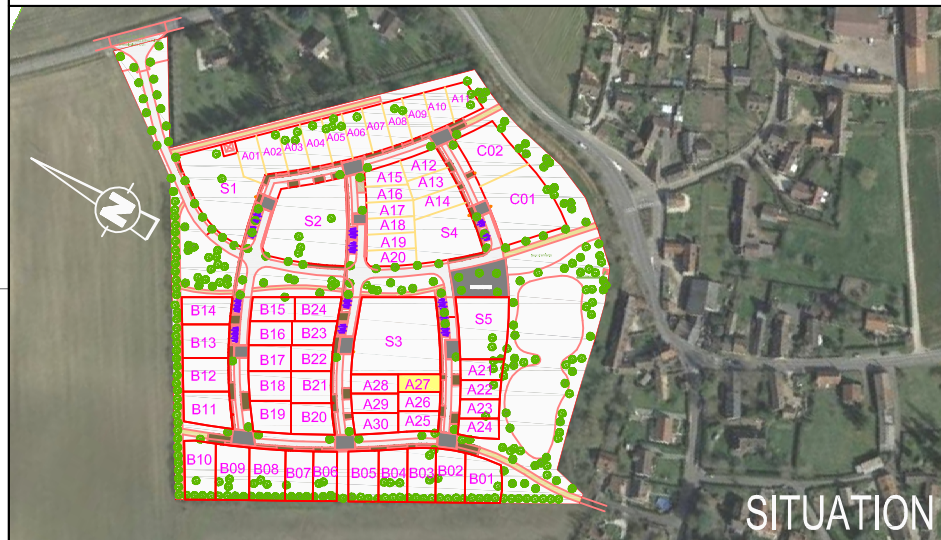 A11
A10
A09
A08
A07
A06
A05
A04
A03
A02
A01
S1
S2
A12
A13
A14
A15
A16
A17
A18
A19
A20
S4
C02
C01
N
B14
B13
B12
B11
B15
B24
B16
B23
B17
B22
B18
B21
B19
B20
S3
A28
A27
A29
A26
A30
A25
S5
A21
A22
A23
A24
B10
B09
B08
B07
B06
B05
B04
B03
B02
B01
SITUATION